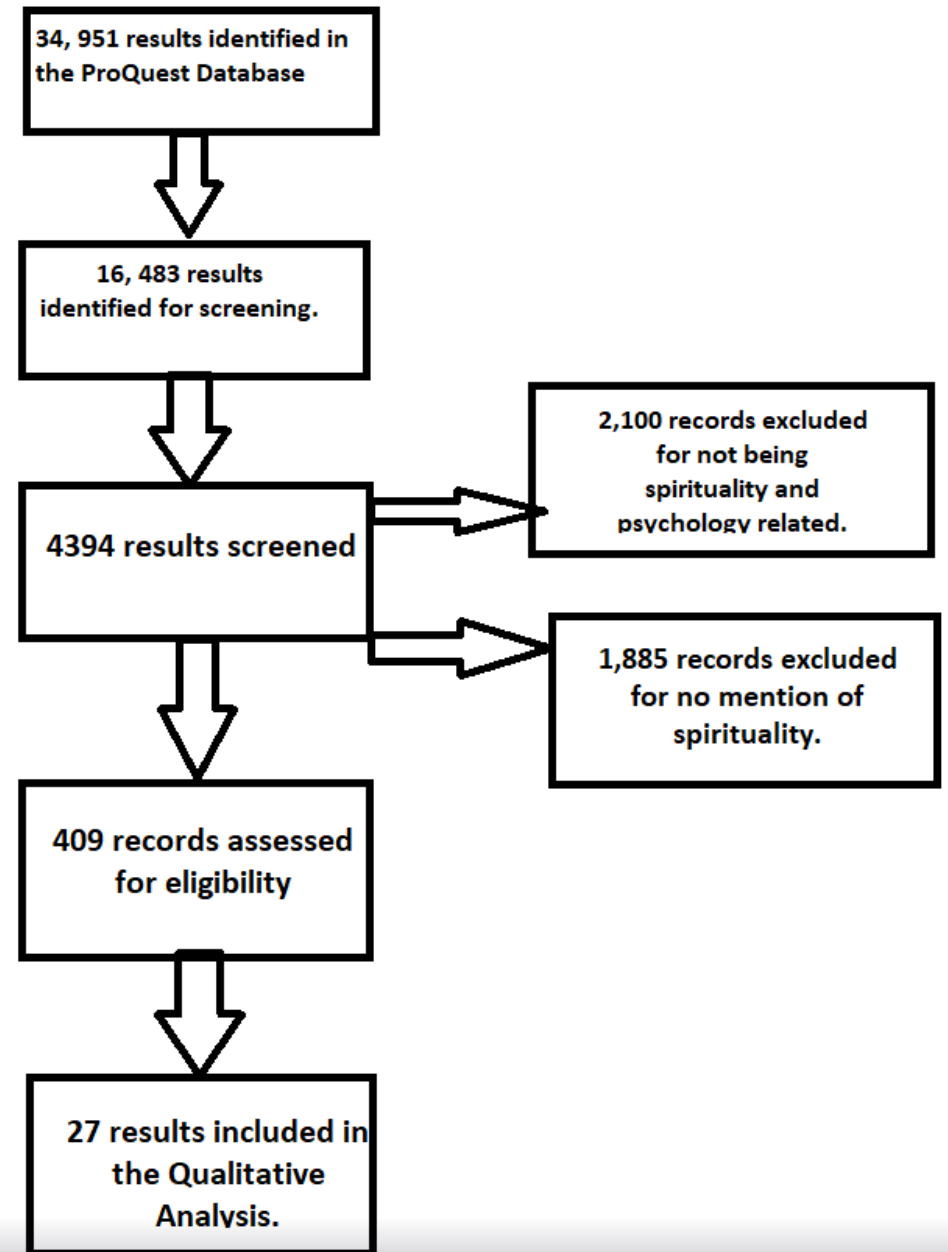 34, 951 results identified in
the ProQuest Database
16, 483 results
identified for screening.
2,100 records excluded
for not being
spirituality and
psychology related.
4394 results screened
1,885 records excluded
for no mention of
spirituality.
409 records assessed
for eligibility
27 results included in
the Qualitative
Analysis.